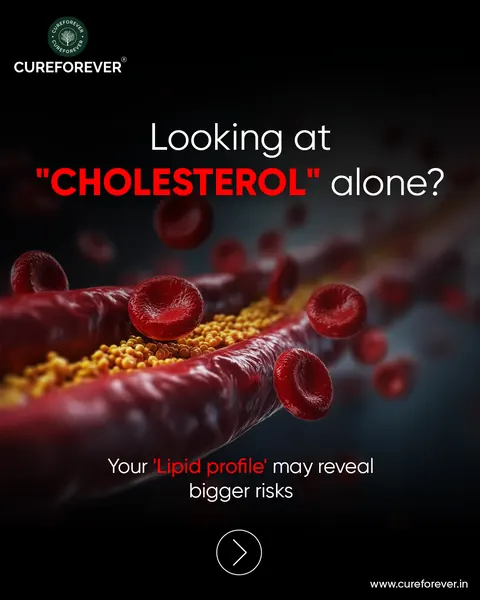 CUREFOREVER
CUREFOREVER
CUREFOREVER®
Looking at
"CHOLESTEROL" alone?
Your 'Lipid profile' may reveal
bigger risks
www.cureforever.in